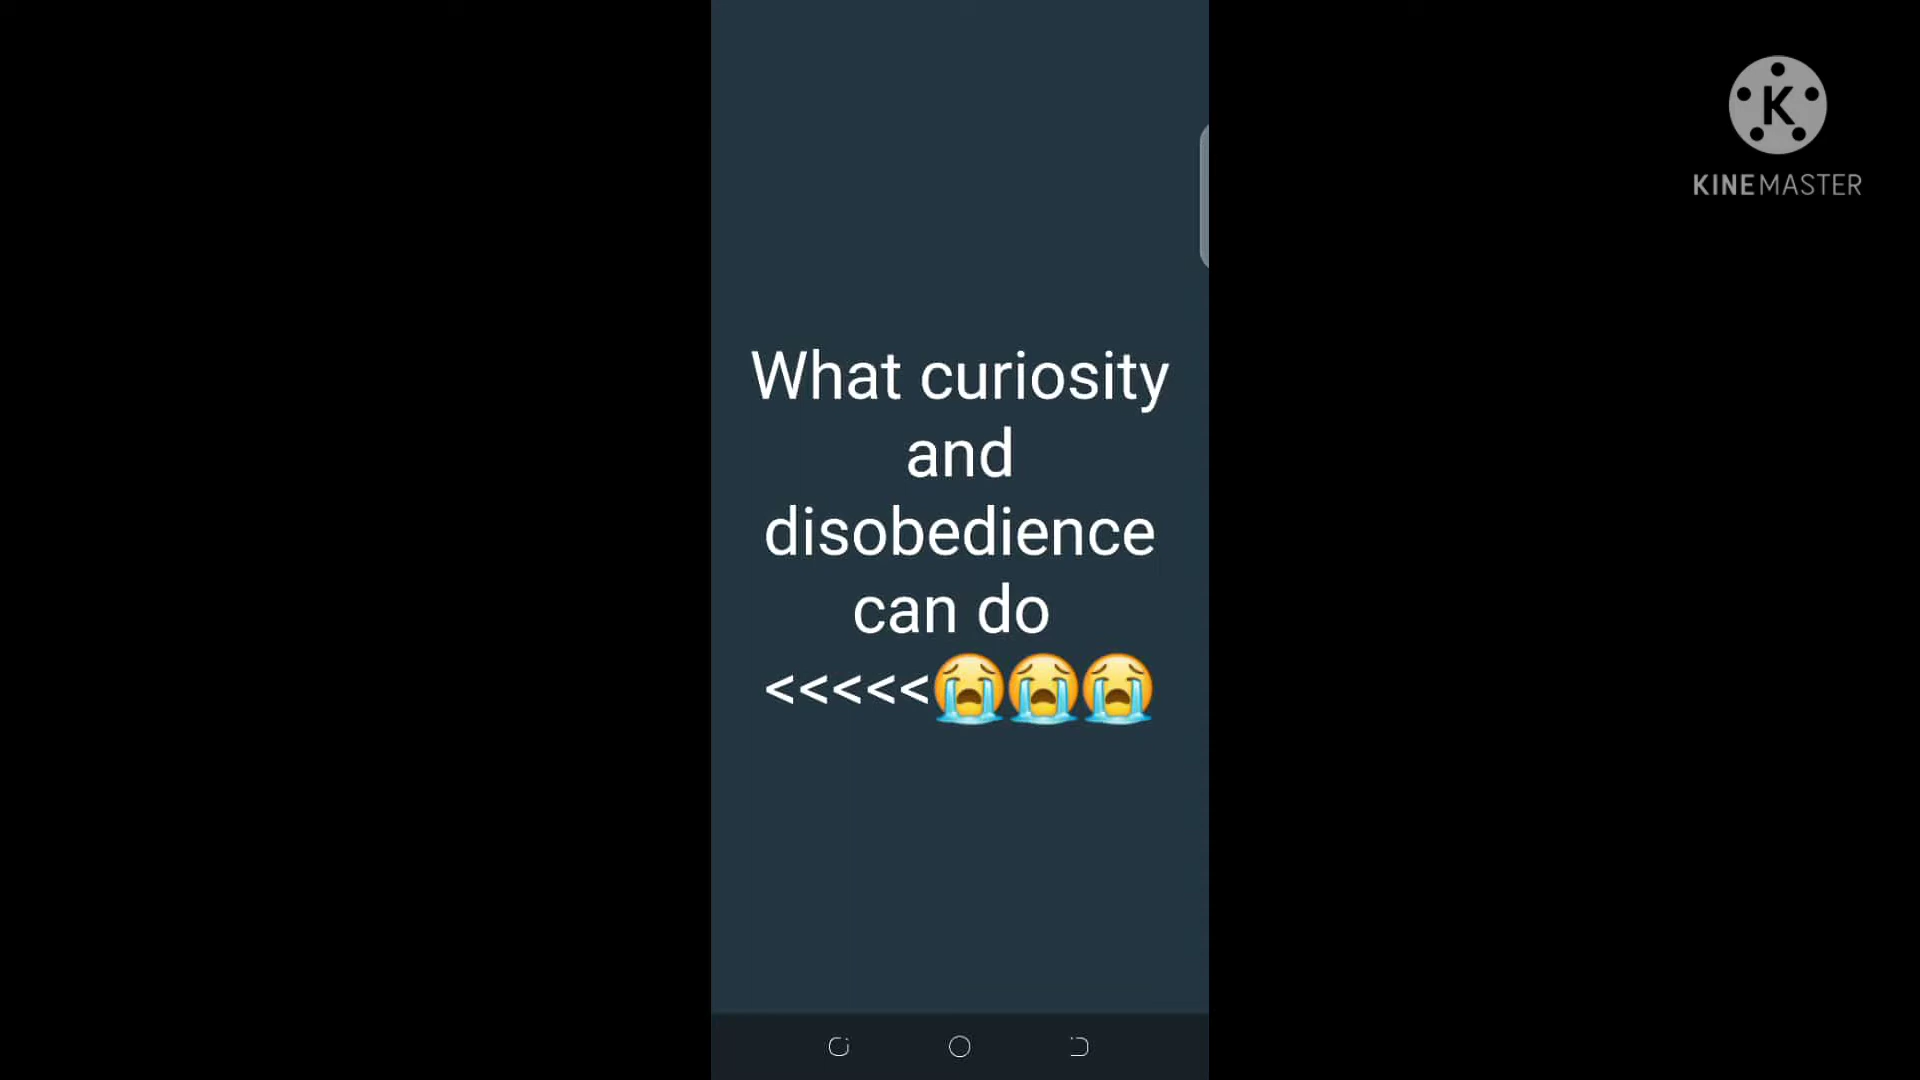 What curiosity
and
disobedience
can do
<<<<<😭😭😭
K
KINEMASTER